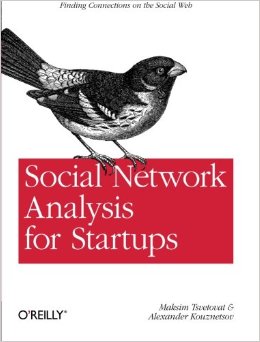 Finding Connections on the Social Web
Social Network
Analysis
for Startups
O'REILLY®
Maksim Tsvetovat &
Alexander Kouznetsov